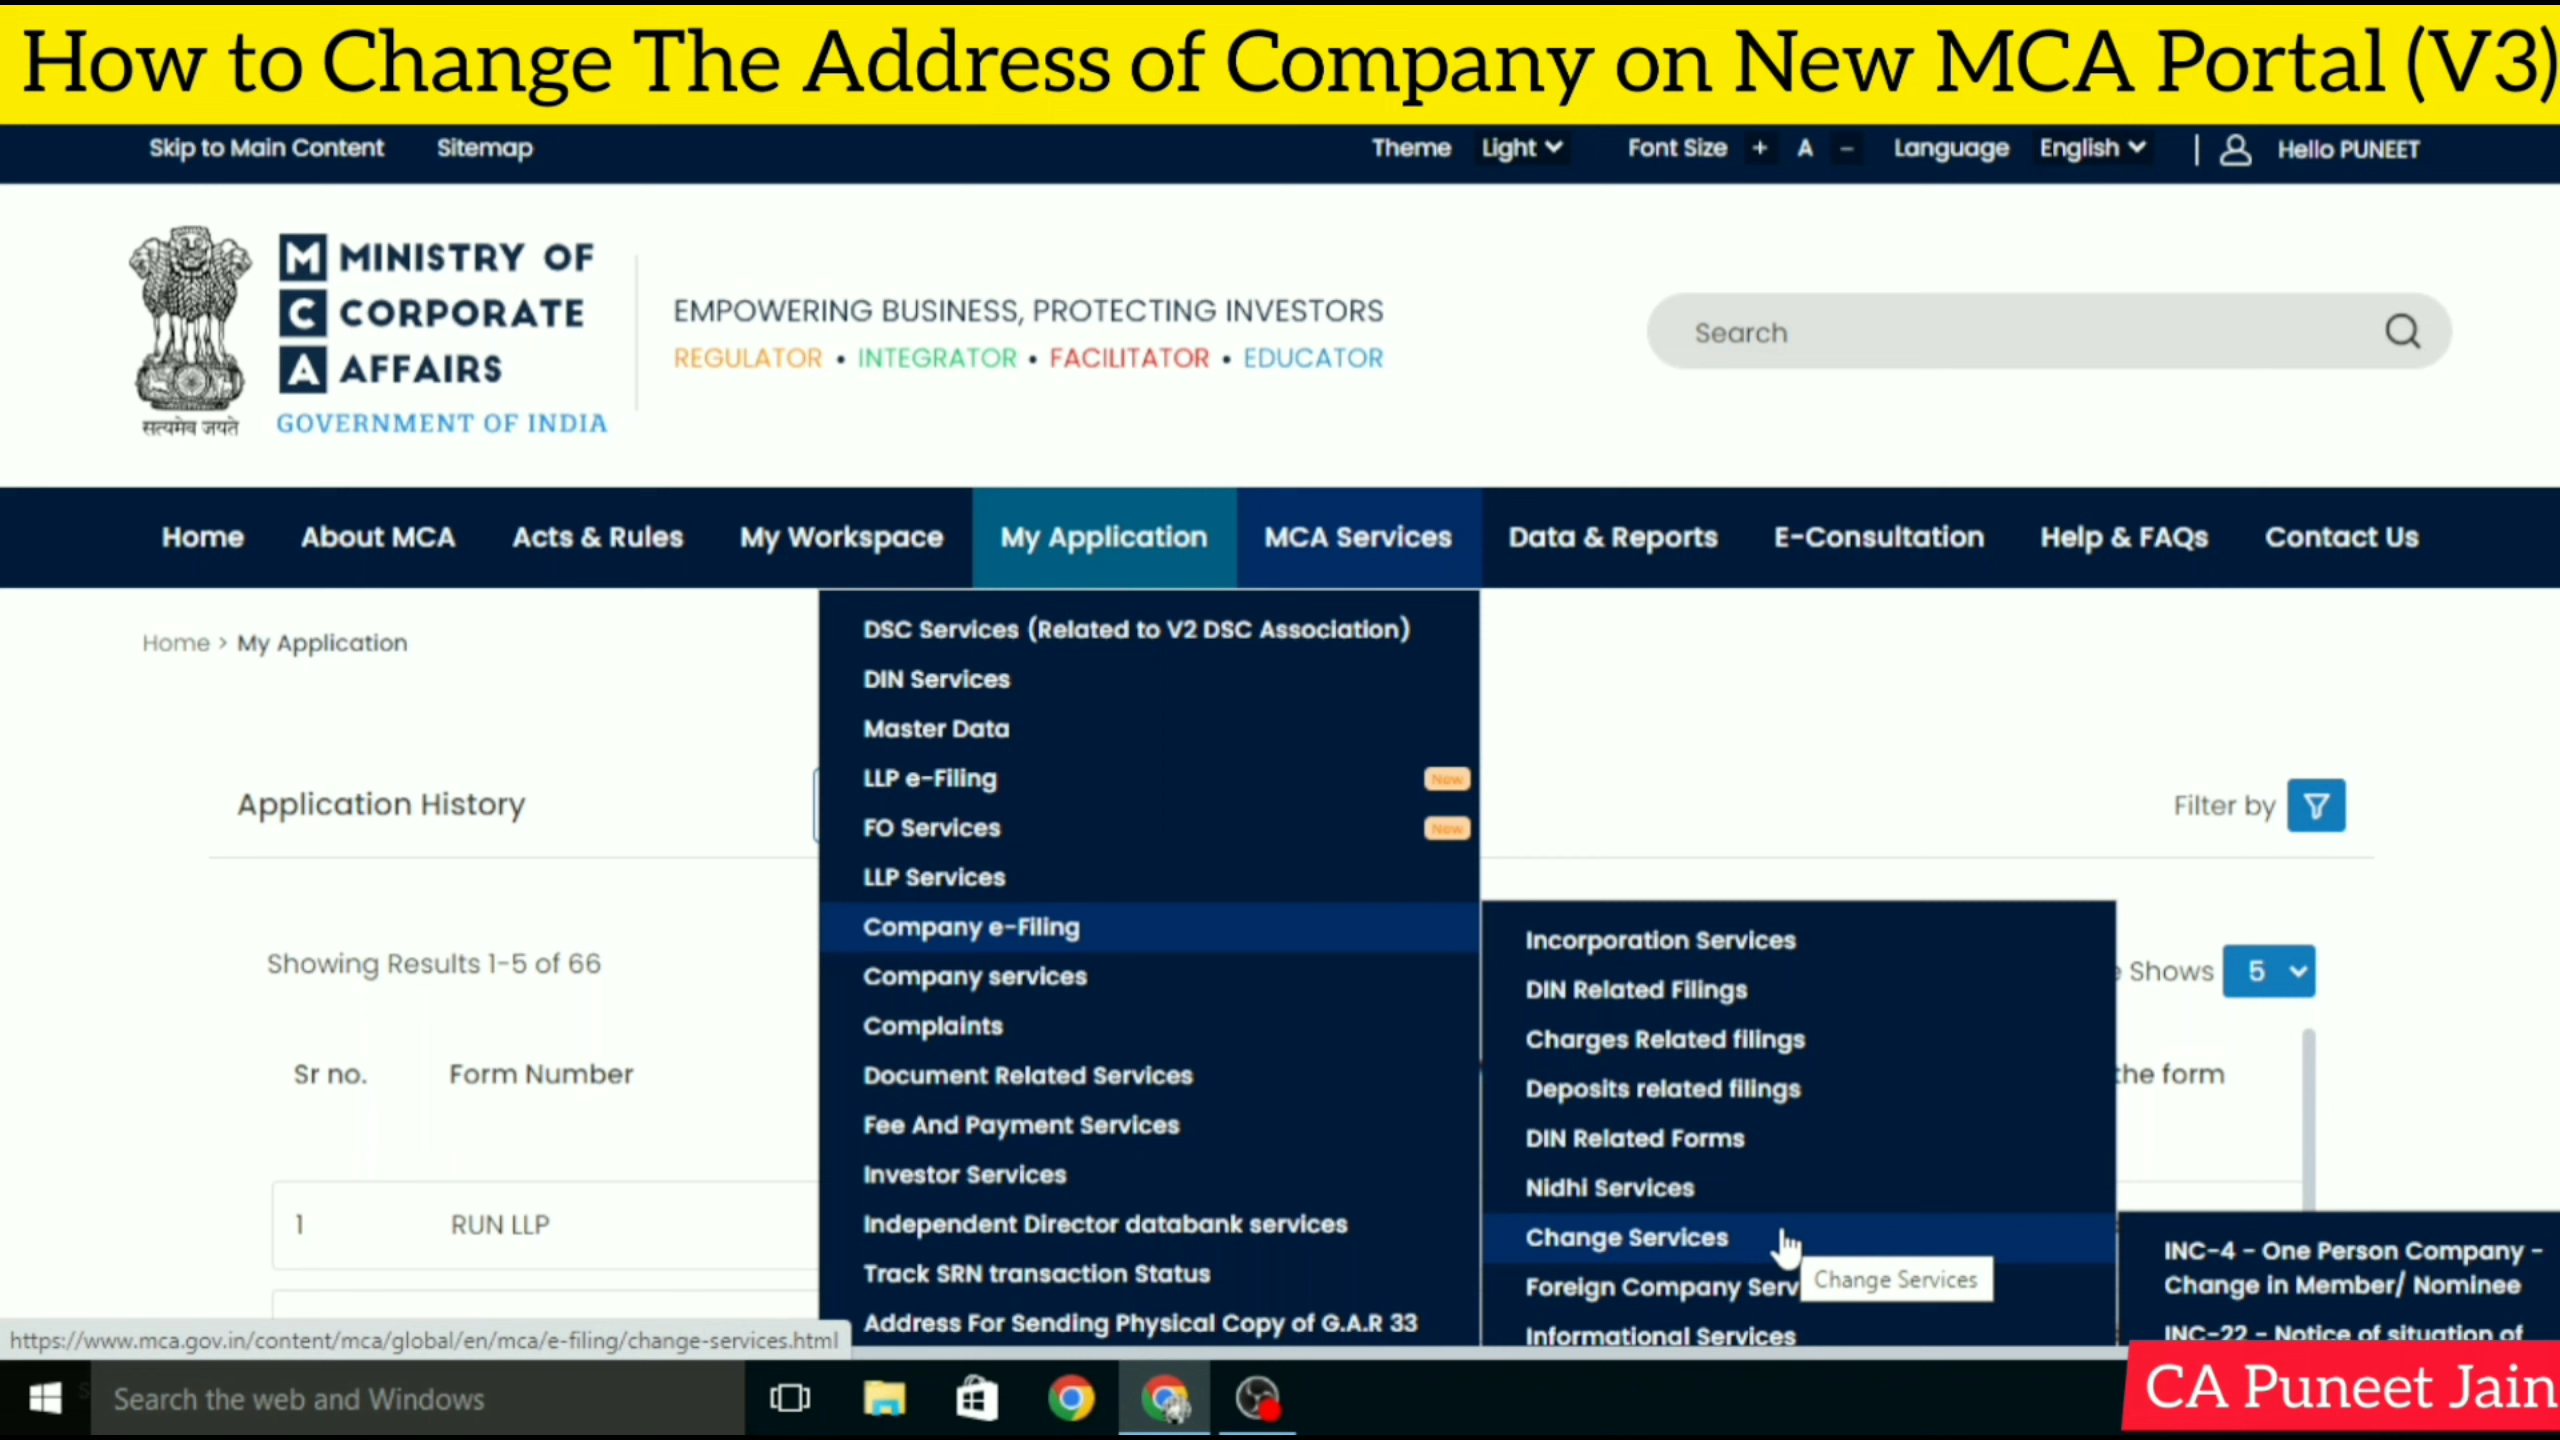 How to Change The Address of Company on New MCA Portal (V3)
Skip to Main Content Sitemap Theme Light Font Size + A - Language English | Hello PUNEET
M MINISTRY OF
C CORPORATE
A AFFAIRS
GOVERNMENT OF INDIA
सत्यमेव जयते
EMPOWERING BUSINESS, PROTECTING INVESTORS
REGULATOR • INTEGRATOR • FACILITATOR • EDUCATOR
Search
Home About MCA Acts & Rules My Workspace My Application MCA Services Data & Reports E-Consultation Help & FAQs Contact Us
Home > My Application
Application History
Filter by
Showing Results 1-5 of 66
Shows 5
Sr no. Form Number
the form
1 RUN LLP
DSC Services (Related to V2 DSC Association)
DIN Services
Master Data
LLP e-Filing New
FO Services New
LLP Services
Company e-Filing
Company services
Complaints
Document Related Services
Fee And Payment Services
Investor Services
Independent Director databank services
Track SRN transaction Status
Address For Sending Physical Copy of G.A.R 33
Incorporation Services
DIN Related Filings
Charges Related filings
Deposits related filings
DIN Related Forms
Nidhi Services
Change Services
Foreign Company Serv
Change Services
Informational Services
INC-4 - One Person Company -
Change in Member/ Nominee
INC-22 - Notice of situation of
https://www.mca.gov.in/content/mca/global/en/mca/e-filing/change-services.html
Search the web and Windows
CA Puneet Jain